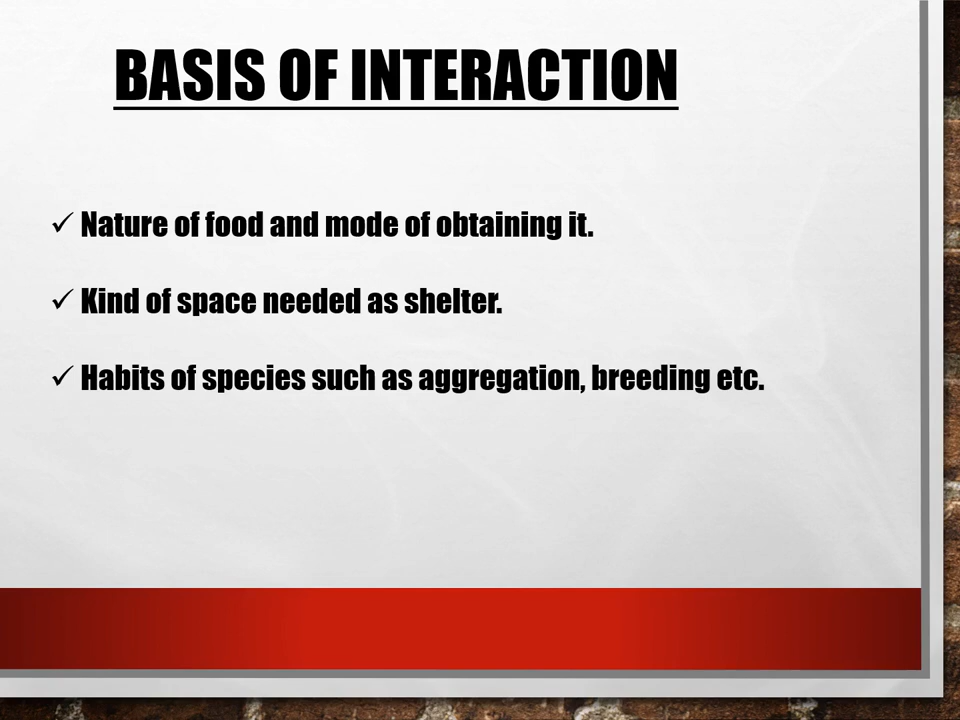 BASIS OF INTERACTION
✓ Nature of food and mode of obtaining it.
✓ Kind of space needed as shelter.
✓ Habits of species such as aggregation, breeding etc.